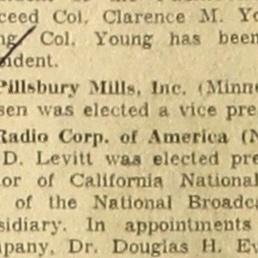 ceed Col. Clarence M. Yo
ng Col. Young has been
sident.
Pillsbury Mills, Inc. (Minne
sen was elected a vice pre
Radio Corp. of America (N
D. Levitt was elected pre
or of California National
of the National Broadca
sidiary. In appointments
pany, Dr. Douglas H. Ev